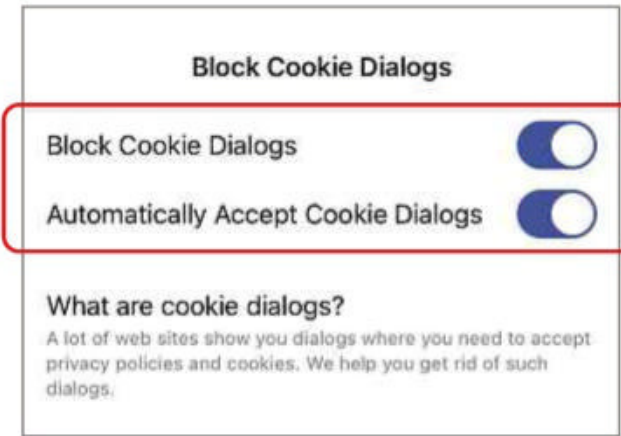 Block Cookie Dialogs
Block Cookie Dialogs
Automatically Accept Cookie Dialogs
What are cookie dialogs?
A lot of web sites show you dialogs where you need to accept
privacy policies and cookies. We help you get rid of such
dialogs.